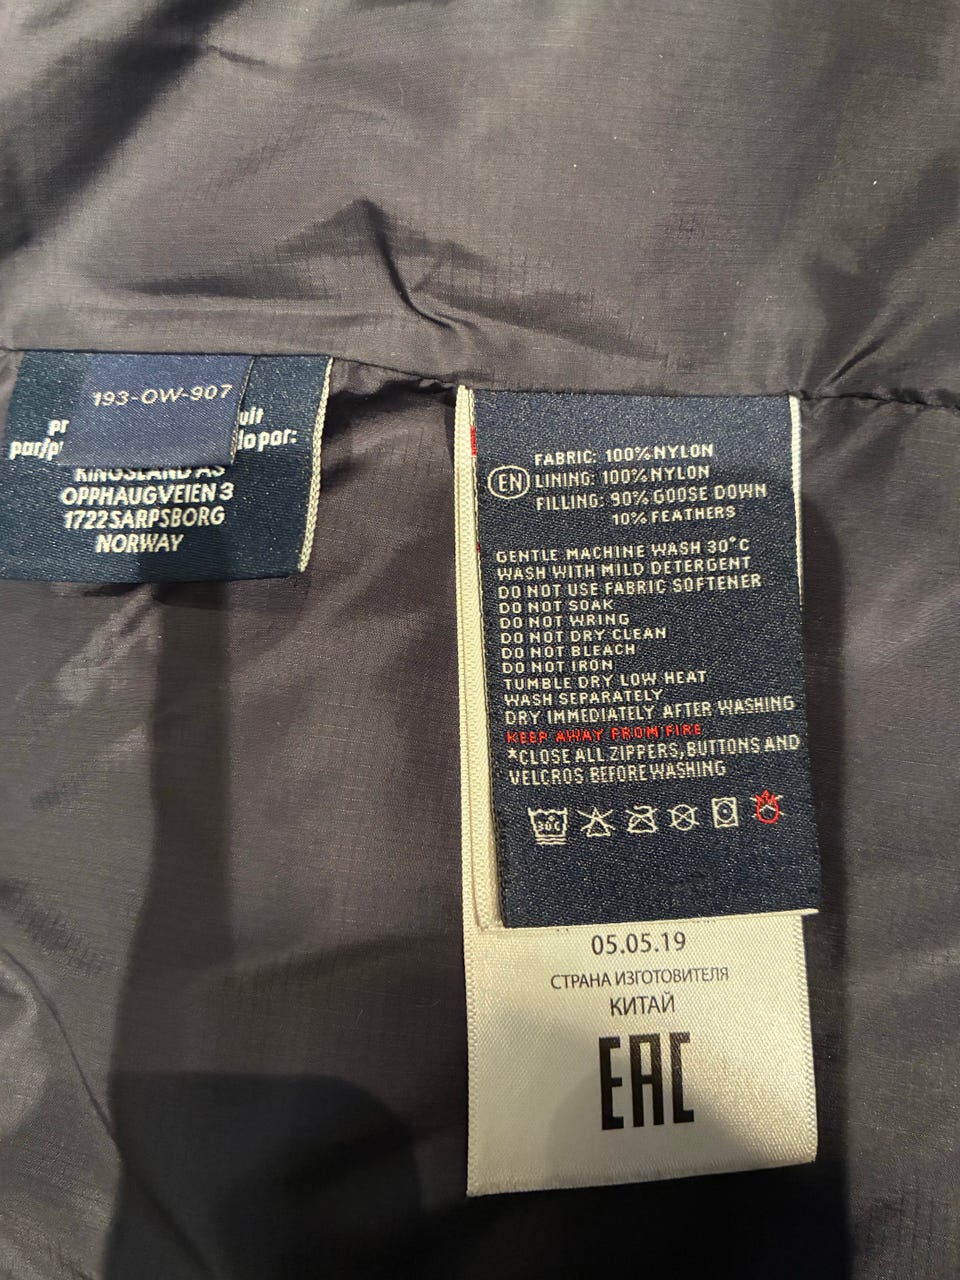 193-OW-907
KINGSLAND AS
OPPHAUGVEIEN 3
1722 SARPSBORG
NORWAY
EN
FABRIC: 100% NYLON
LINING: 100% NYLON
FILLING: 90% GOOSE DOWN
10% FEATHERS
GENTLE MACHINE WASH 30°C
WASH WITH MILD DETERGENT
DO NOT USE FABRIC SOFTENER
DO NOT SOAK
DO NOT WRING
DO NOT DRY CLEAN
DO NOT BLEACH
DO NOT IRON
TUMBLE DRY LOW HEAT
WASH SEPARATELY
DRY IMMEDIATELY AFTER WASHING
KEEP AWAY FROM FIRE
*CLOSE ALL ZIPPERS, BUTTONS AND
VELCROS BEFORE WASHING
30°C
05.05.19
СТРАНА ИЗГОТОВИТЕЛЯ
КИТАЙ
EAC